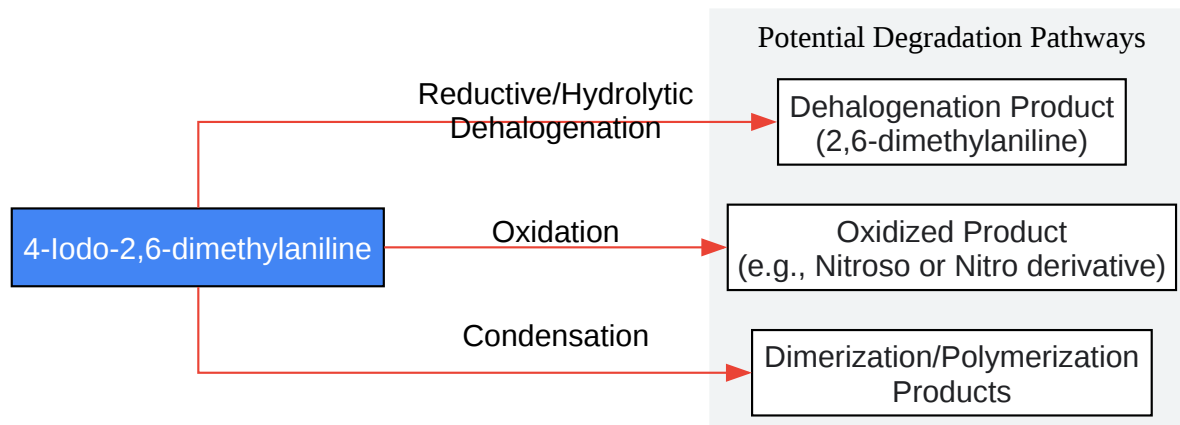 Potential Degradation Pathways
Reductive/Hydrolytic
Dehalogenation
Dehalogenation Product
(2,6-dimethylaniline)
4-Iodo-2,6-dimethylaniline
Oxidation
Oxidized Product
(e.g., Nitroso or Nitro derivative)
Condensation
Dimerization/Polymerization
Products